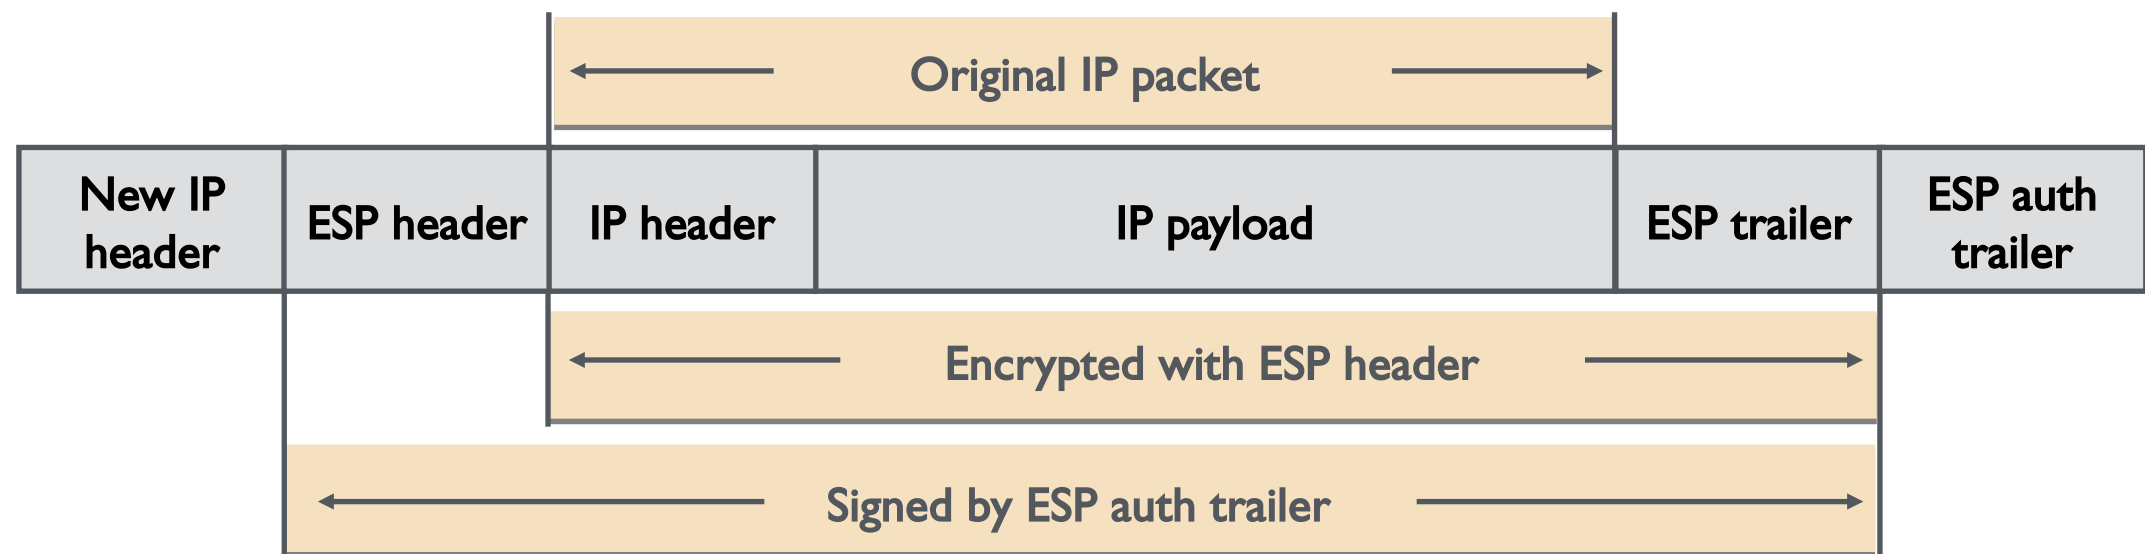 Original IP packet
New IP
header
ESP header
IP header
IP payload
ESP trailer
ESP auth
trailer
Encrypted with ESP header
Signed by ESP auth trailer